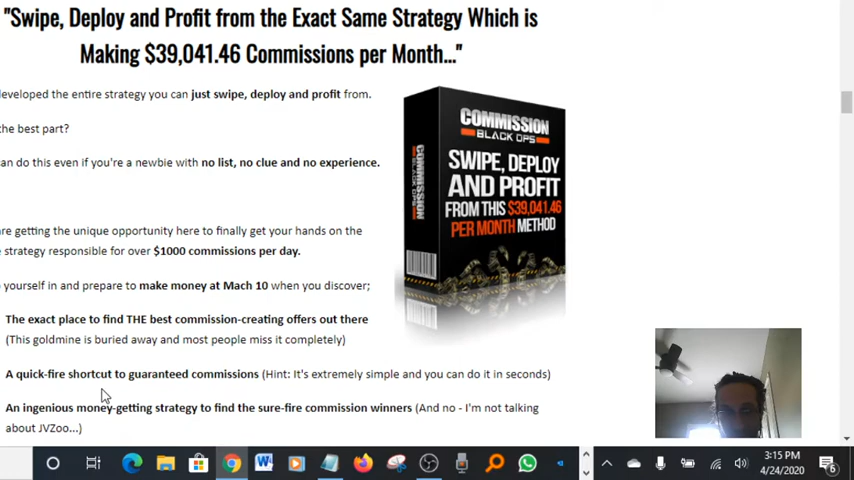 "Swipe, Deploy and Profit from the Exact Same Strategy Which is
Making $39,041.46 Commissions per Month..."
developed the entire strategy you can just swipe, deploy and profit from.
the best part?
can do this even if you're a newbie with no list, no clue and no experience.
are getting the unique opportunity here to finally get your hands on the
strategy responsible for over $1000 commissions per day.
yourself in and prepare to make money at Mach 10 when you discover;
The exact place to find THE best commission-creating offers out there
(This goldmine is buried away and most people miss it completely)
A quick-fire shortcut to guaranteed commissions (Hint: It's extremely simple and you can do it in seconds)
An ingenious money-getting strategy to find the sure-fire commission winners (And no - I'm not talking
about JVZoo...)
COMMISSION
BLACK OPS
SWIPE, DEPLOY
AND PROFIT
FROM THIS $39,041.46
PER MONTH METHOD
COMMISSION
3:15 PM
4/24/2020
6